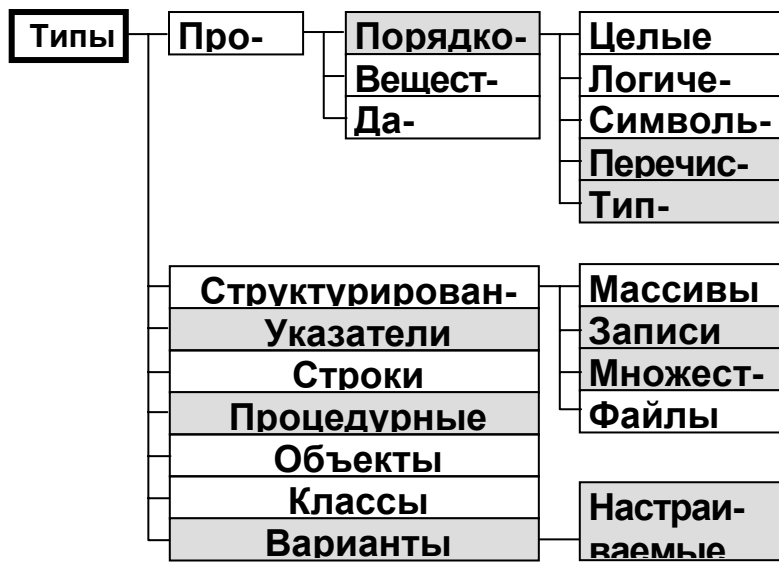 Типы
Про-
Порядко-
Целые
Вещест-
Логиче-
Да-
Символь-
Перечис-
Тип-
Структурирован-
Массивы
Указатели
Записи
Строки
Множест-
Процедурные
Файлы
Объекты
Классы
Варианты
Настраи-
ваемые